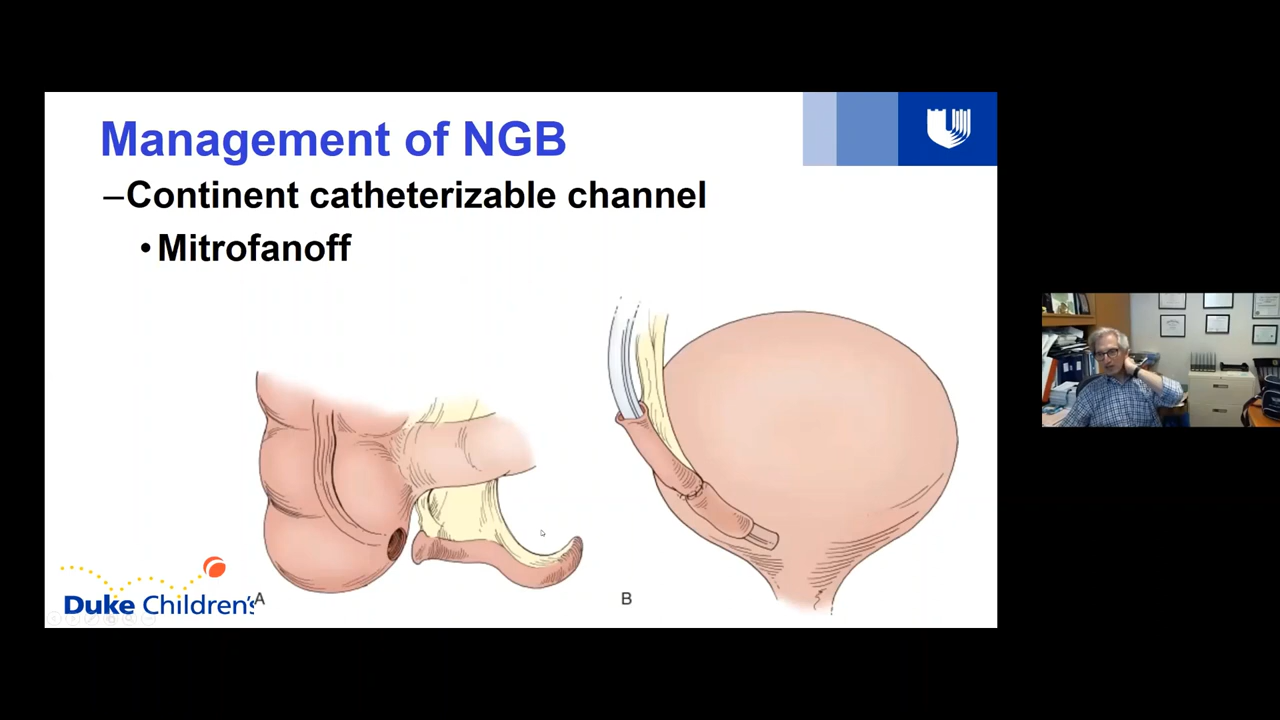 Management of NGB
–Continent catheterizable channel
•Mitrofanoff
Duke Children's
A
B